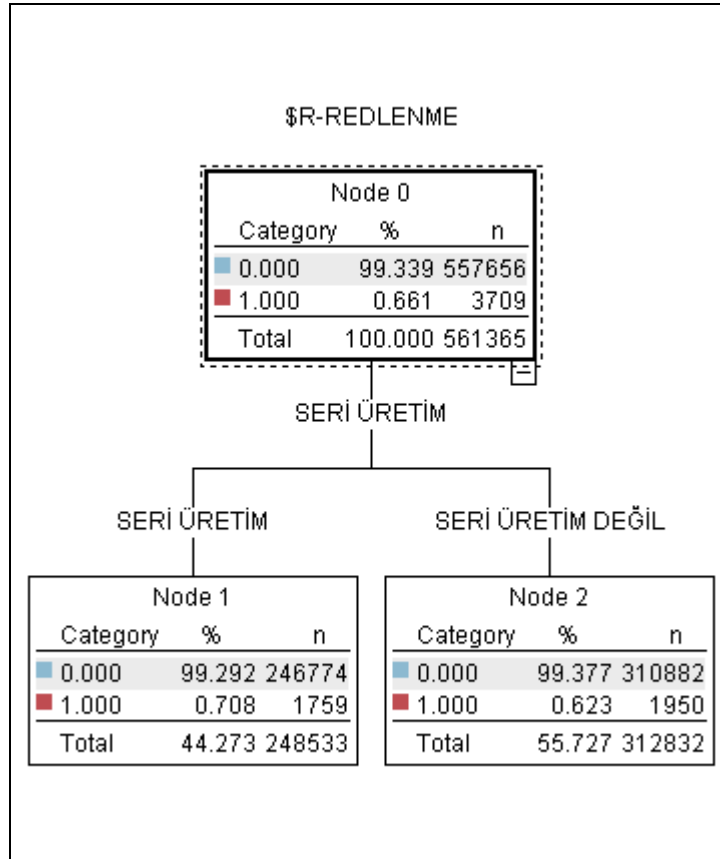 $R-REDLENME
Node 0
Category % n
0.000 99.339 557656
1.000 0.661 3709
Total 100.000 561365
SERİ ÜRETİM
SERİ ÜRETİM
SERİ ÜRETİM DEĞİL
Node 1
Category % n
0.000 99.292 246774
1.000 0.708 1759
Total 44.273 248533
Node 2
Category % n
0.000 99.377 310882
1.000 0.623 1950
Total 55.727 312832